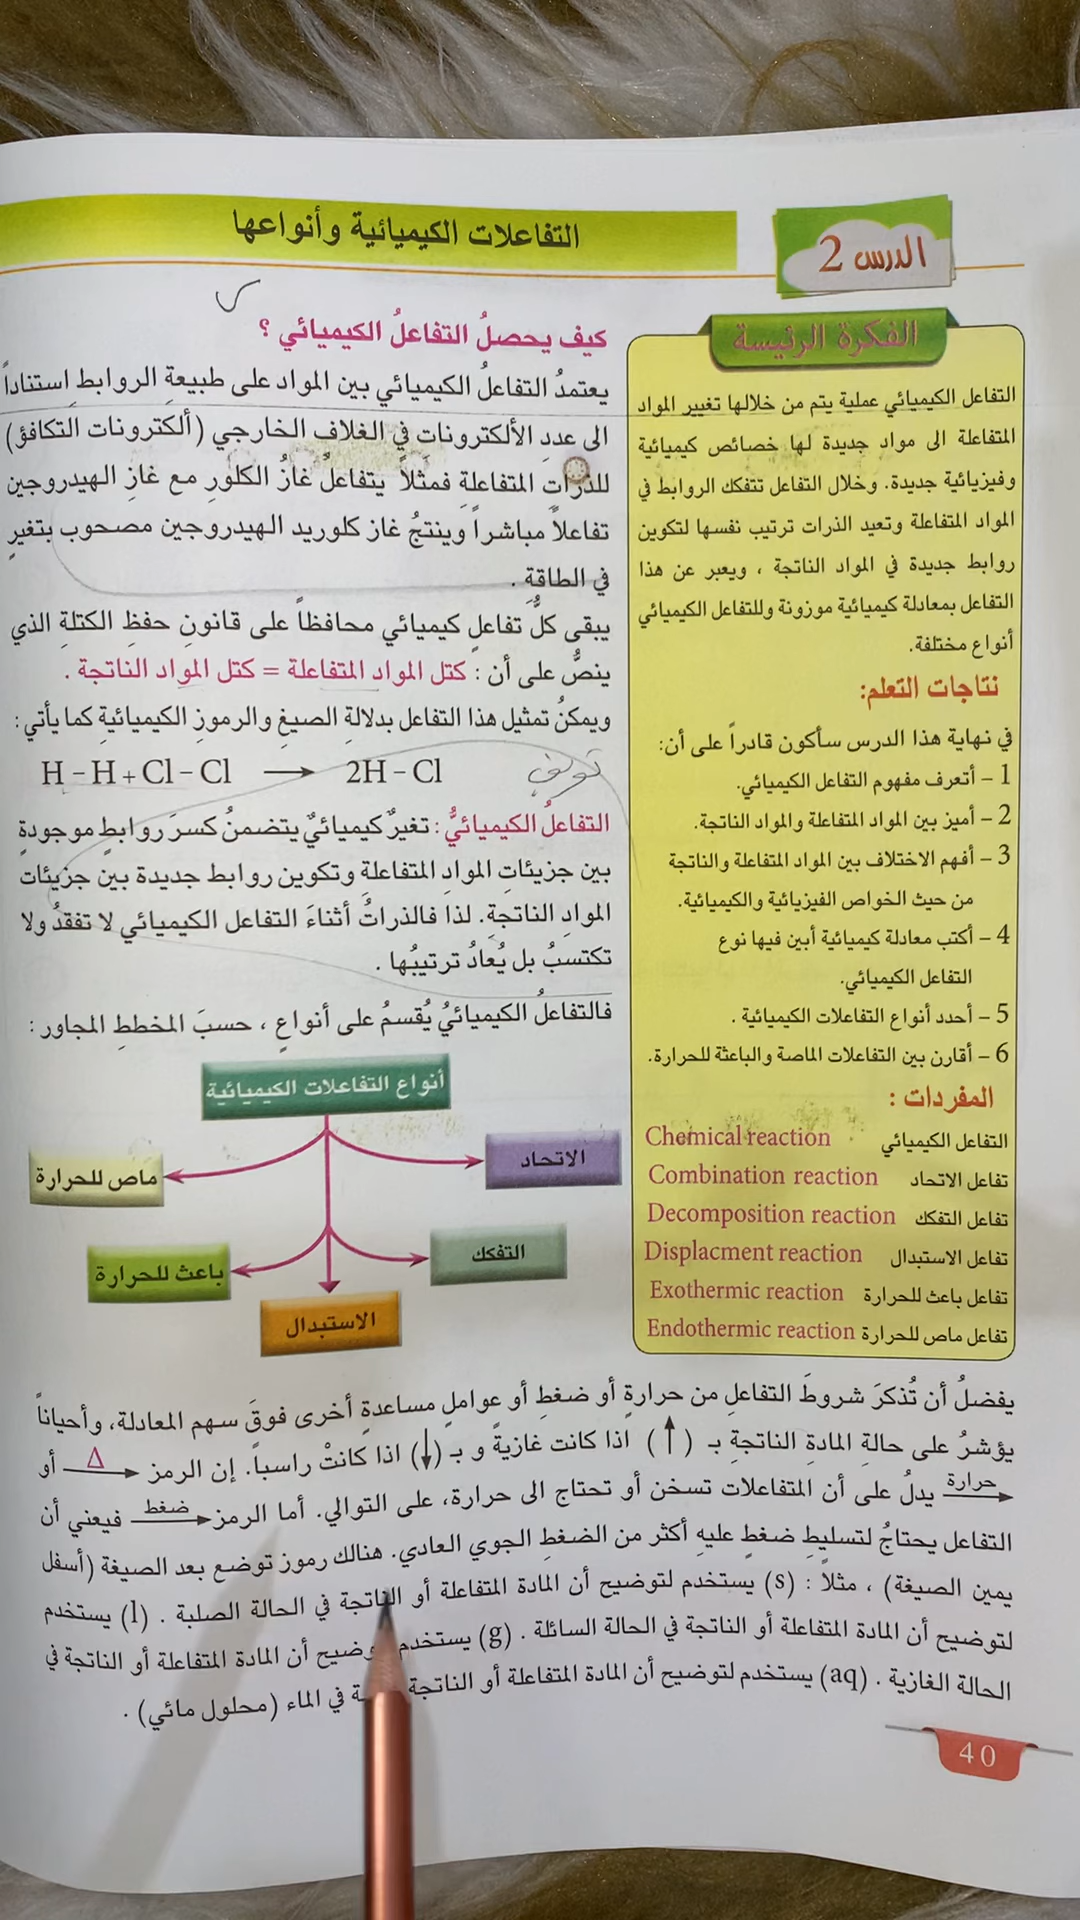 الدرس 2
التفاعلات الكيميائية وأنواعها
الفكرة الرئيسة
التفاعل الكيميائي عملية يتم من خلالها تغيير المواد
المتفاعلة الى مواد جديدة لها خصائص كيميائية
وفيزيائية جديدة. وخلال التفاعل تتفكك الروابط في
المواد المتفاعلة وتعيد الذرات ترتيب نفسها لتكوين
روابط جديدة في المواد الناتجة ، ويعبر عن هذا
التفاعل بمعادلة كيميائية موزونة وللتفاعل الكيميائي
أنواع مختلفة.
نتاجات التعلم:
في نهاية هذا الدرس سأكون قادراً على أن:
1 - أتعرف مفهوم التفاعل الكيميائي.
2 - أميز بين المواد المتفاعلة والمواد الناتجة.
3 - أفهم الاختلاف بين المواد المتفاعلة والناتجة
من حيث الخواص الفيزيائية والكيميائية.
4 - أكتب معادلة كيميائية أبين فيها نوع
التفاعل الكيميائي.
5 - أحدد أنواع التفاعلات الكيميائية .
6 - أقارن بين التفاعلات الماصة والباعثة للحرارة.
المفردات :
التفاعل الكيميائي Chemical reaction
تفاعل الاتحاد Combination reaction
تفاعل التفكك Decomposition reaction
تفاعل الاستبدال Displacment reaction
تفاعل باعث للحرارة Exothermic reaction
تفاعل ماص للحرارة Endothermic reaction
كيف يحصلُ التفاعلُ الكيميائي ؟
يعتمدُ التفاعلُ الكيميائي بين المواد على طبيعةِ الروابطِ استناداً
الى عددِ الألكترونات في الغلاف الخارجي (ألكترونات التكافؤ)
للذراتِ المتفاعلةِ فمثلاً يتفاعلُ غازُ الكلورِ مع غازِ الهيدروجين
تفاعلاً مباشراً وينتجُ غاز كلوريد الهيدروجين مصحوب بتغيرٍ
في الطاقةِ .
يبقى كلُّ تفاعلٍ كيميائي محافظاً على قانونِ حفظِ الكتلةِ الذي
ينصُّ على أن : كتل المواد المتفاعلة = كتل المواد الناتجة .
ويمكنُ تمثيل هذا التفاعل بدلالةِ الصيغِ والرموزِ الكيميائيةِ كما يأتي :
H - H + Cl - Cl ⟶ 2H - Cl
التفاعلُ الكيميائيُّ : تغيرٌ كيميائيٌ يتضمنُ كسرَ روابطٍ موجودةٍ
بين جزيئاتِ الموادِ المتفاعلةِ وتكوين روابط جديدة بين جزيئات
الموادِ الناتجةِ. لذا فالذراتُ أثناءَ التفاعل الكيميائي لا تفقدُ ولا
تكتسبُ بل يُعادُ ترتيبُها .
فالتفاعلُ الكيميائيُ يُقسمُ على أنواعٍ ، حسبَ المخططِ المجاور :
أنواع التفاعلات الكيميائية
الاتحاد
ماص للحرارة
التفكك
باعث للحرارة
الاستبدال
يفضلُ أن تُذكرَ شروطَ التفاعلِ من حرارةٍ أو ضغطٍ أو عواملٍ مساعدةٍ أخرى فوقَ سهم المعادلة، وأحياناً
يؤشرُ على حالةِ المادةِ الناتجةِ بـ (↑) اذا كانت غازيةً و بـ (↓) اذا كانتْ راسباً. إن الرمز Δ⟶ أو
حرارة⟶ يدلُ على أن المتفاعلات تسخن أو تحتاج الى حرارة، على التوالي. أما الرمز ضغط⟶ فيعني أن
التفاعل يحتاجُ لتسليطِ ضغطٍ عليهِ أكثر من الضغطِ الجوي العادي. هنالك رموز توضع بعد الصيغة (أسفل
يمين الصيغة) ، مثلاً : (s) يستخدم لتوضيح أن المادة المتفاعلة أو الناتجة في الحالة الصلبة . (l) يستخدم
لتوضيح أن المادة المتفاعلة أو الناتجة في الحالة السائلة . (g) يستخدم أن المادة المتفاعلة أو الناتجة في
الحالة الغازية . (aq) يستخدم لتوضيح أن المادة المتفاعلة أو الناتجة في الماء (محلول مائي) .
40